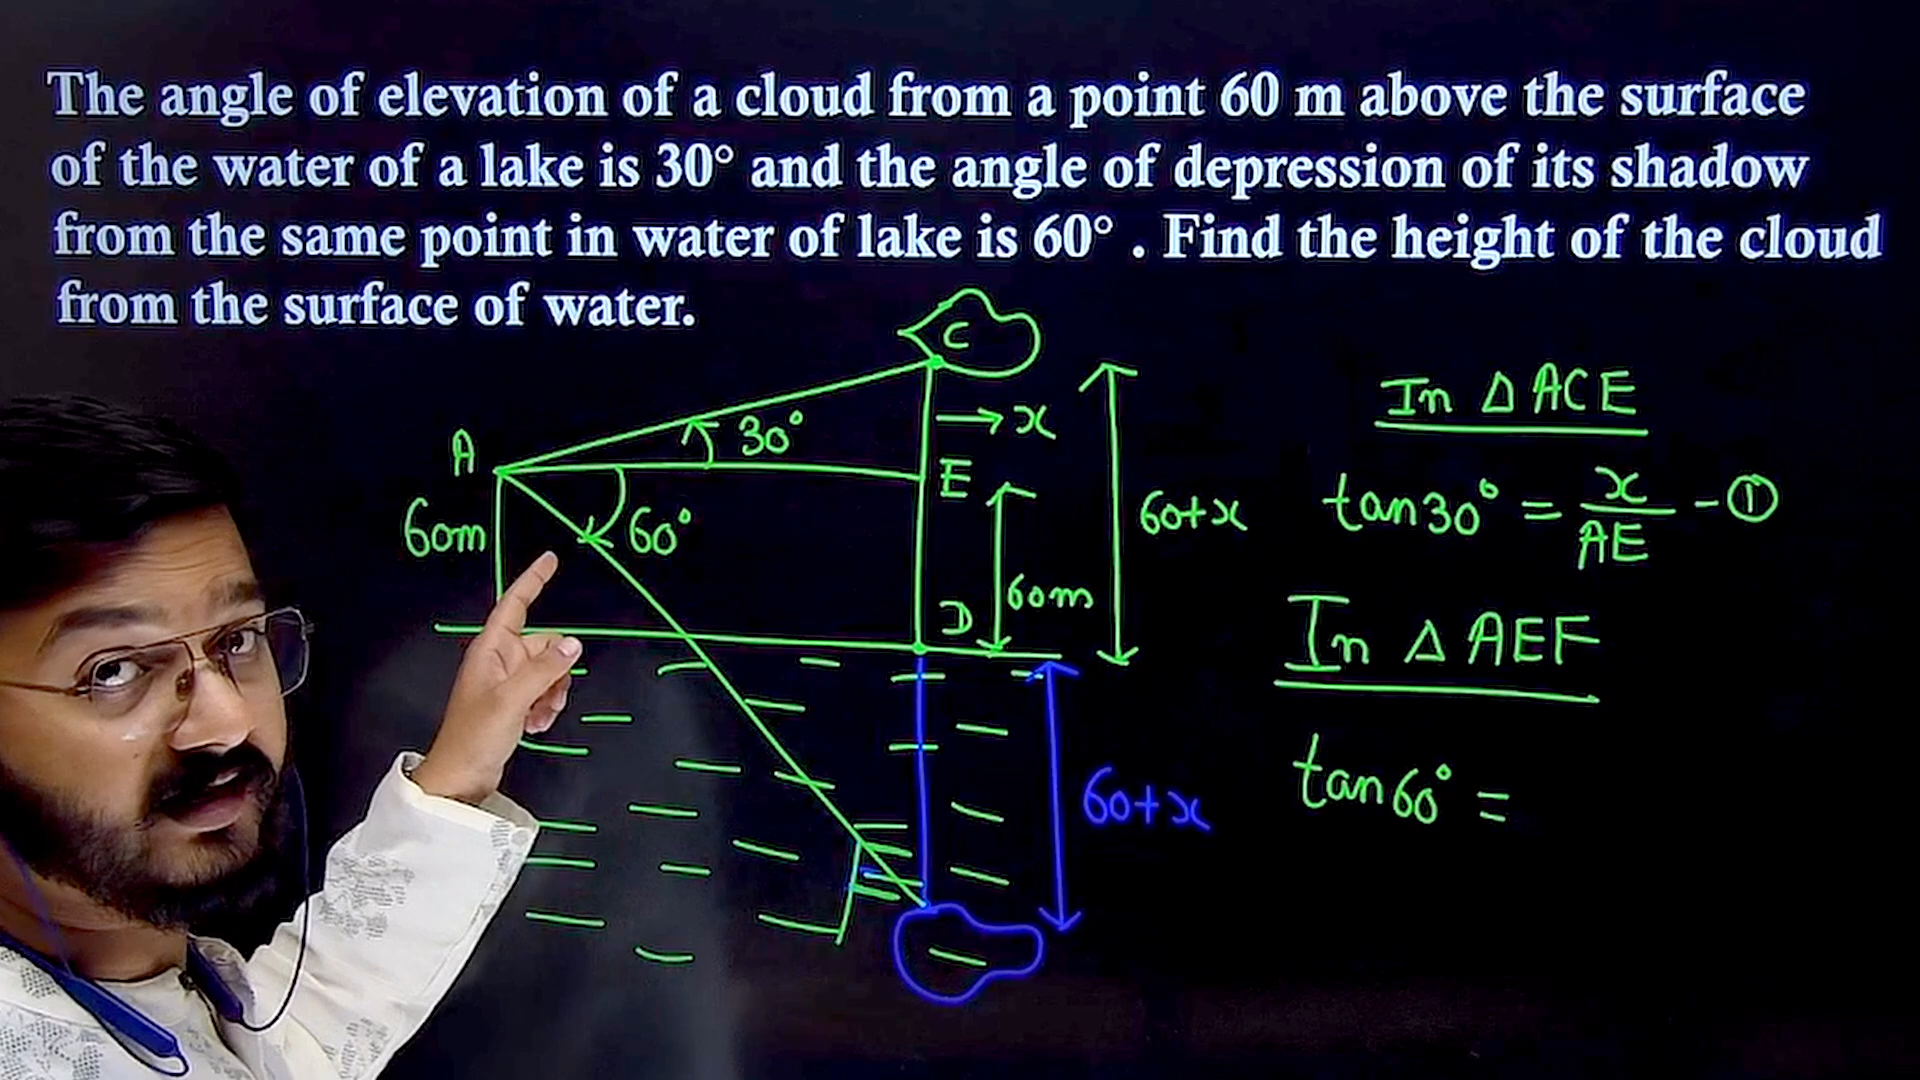 The angle of elevation of a cloud from a point 60 m above the surface
of the water of a lake is 30° and the angle of depression of its shadow
from the same point in water of lake is 60° . Find the height of the cloud
from the surface of water.
C
x
30°
A
E
60m
60°
60m
D
60+x
60+x
In △ ACE
tan30° = x/AE - ①
In △ AEF
tan60° =